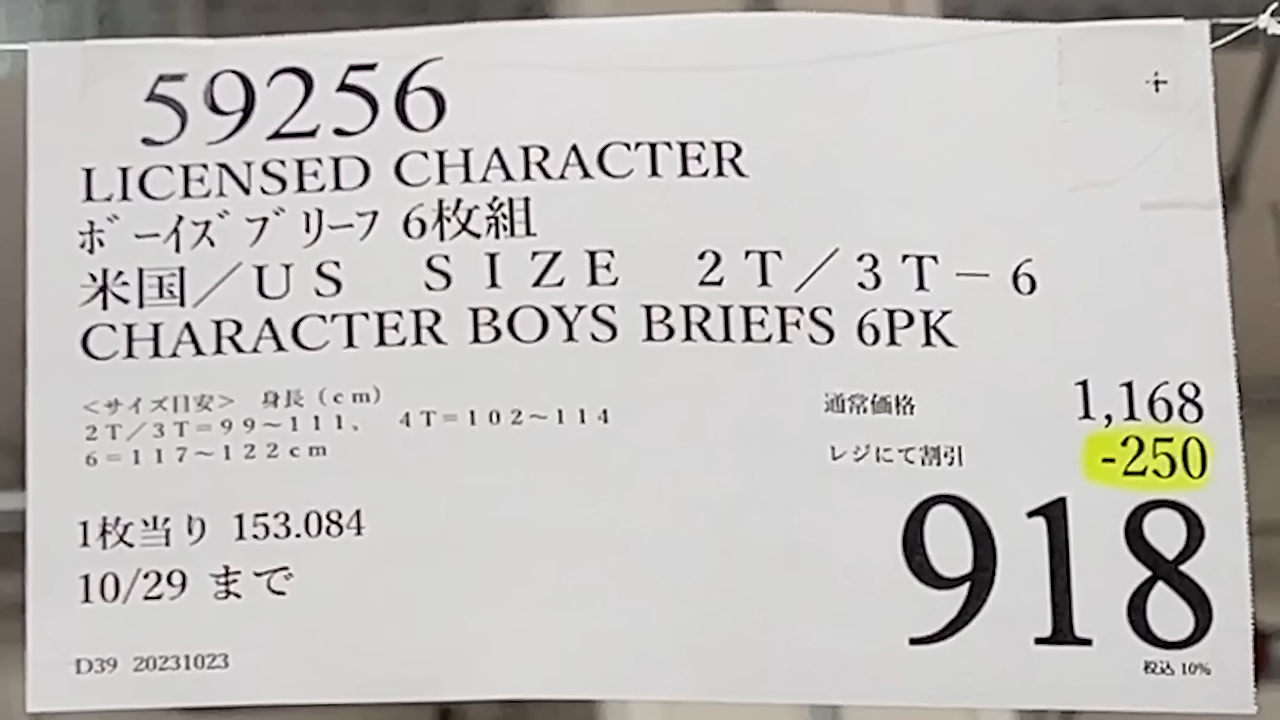 59256
LICENSED CHARACTER
ボーイズブリーフ 6枚組
米国／ＵＳ　ＳＩＺＥ　２Ｔ／３Ｔ－６
CHARACTER BOYS BRIEFS 6PK
＜サイズ目安＞　身長（ｃｍ）
２Ｔ／３Ｔ＝９９～１１１、　４Ｔ＝１０２～１１４
６＝１１７～１２２ｃｍ
通常価格 1,168
レジにて割引 -250
918
税込 10%
1枚当り 153.084
10/29 まで
D39 20231023